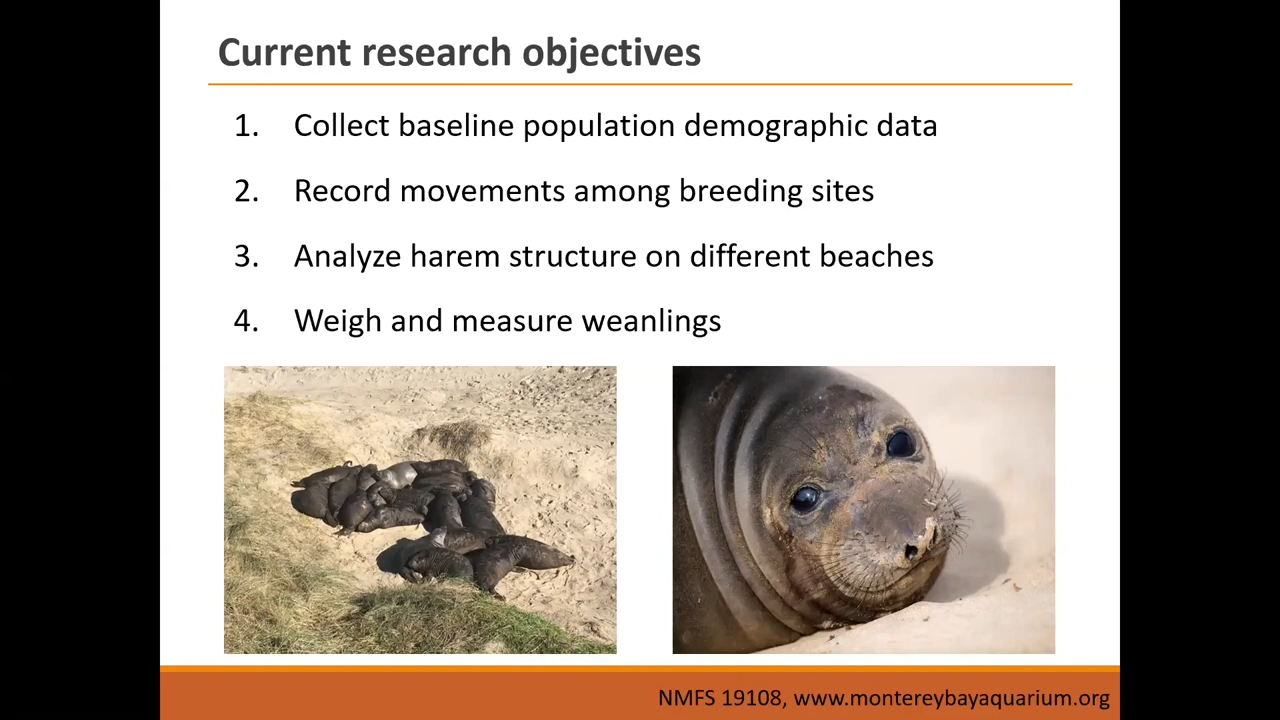 Current research objectives
1. Collect baseline population demographic data
2. Record movements among breeding sites
3. Analyze harem structure on different beaches
4. Weigh and measure weanlings
NMFS 19108, www.montereybayaquarium.org